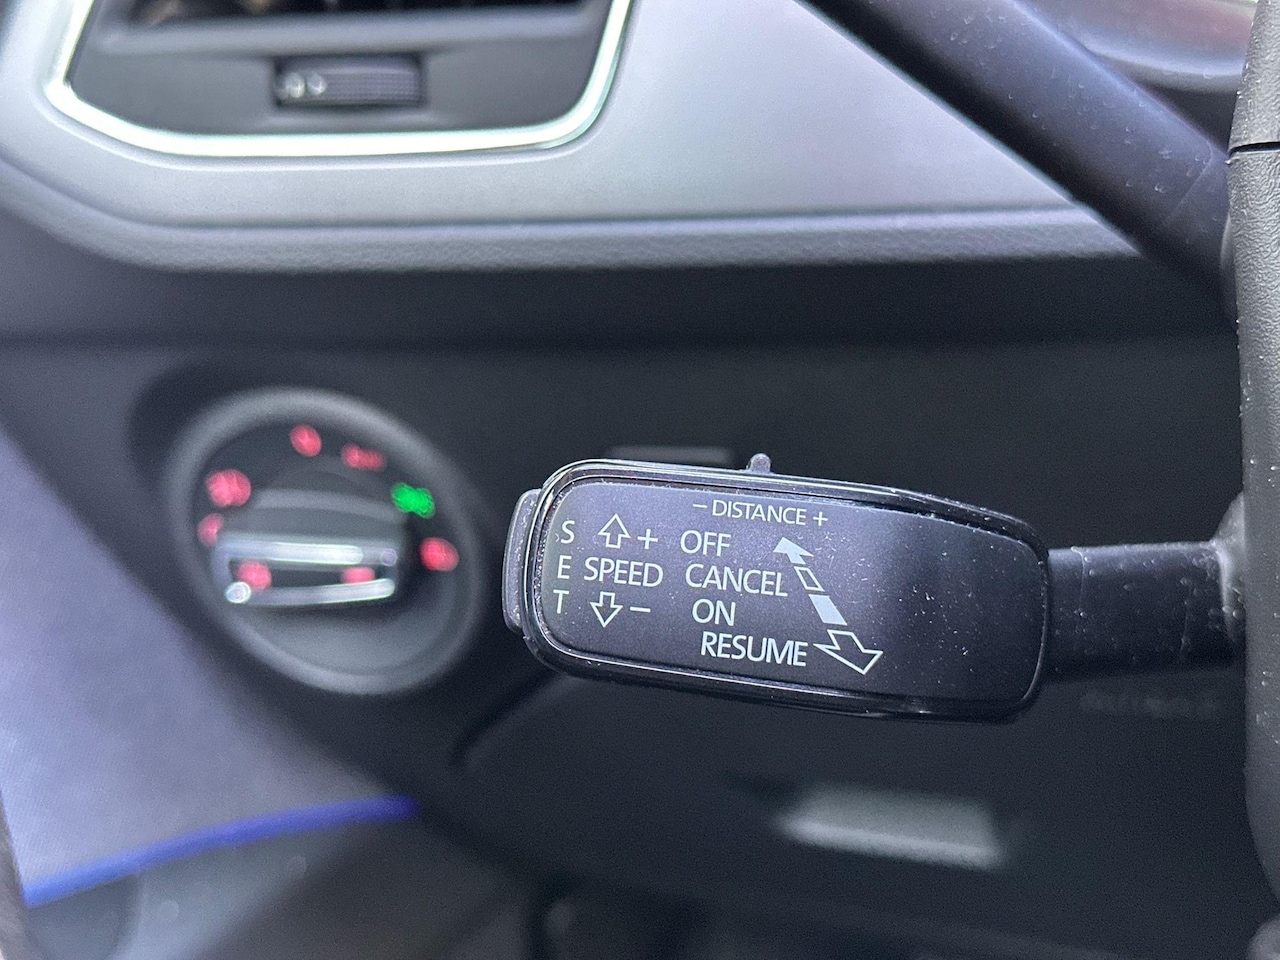 − DISTANCE +
S + OFF
E SPEED CANCEL
T − ON
RESUME